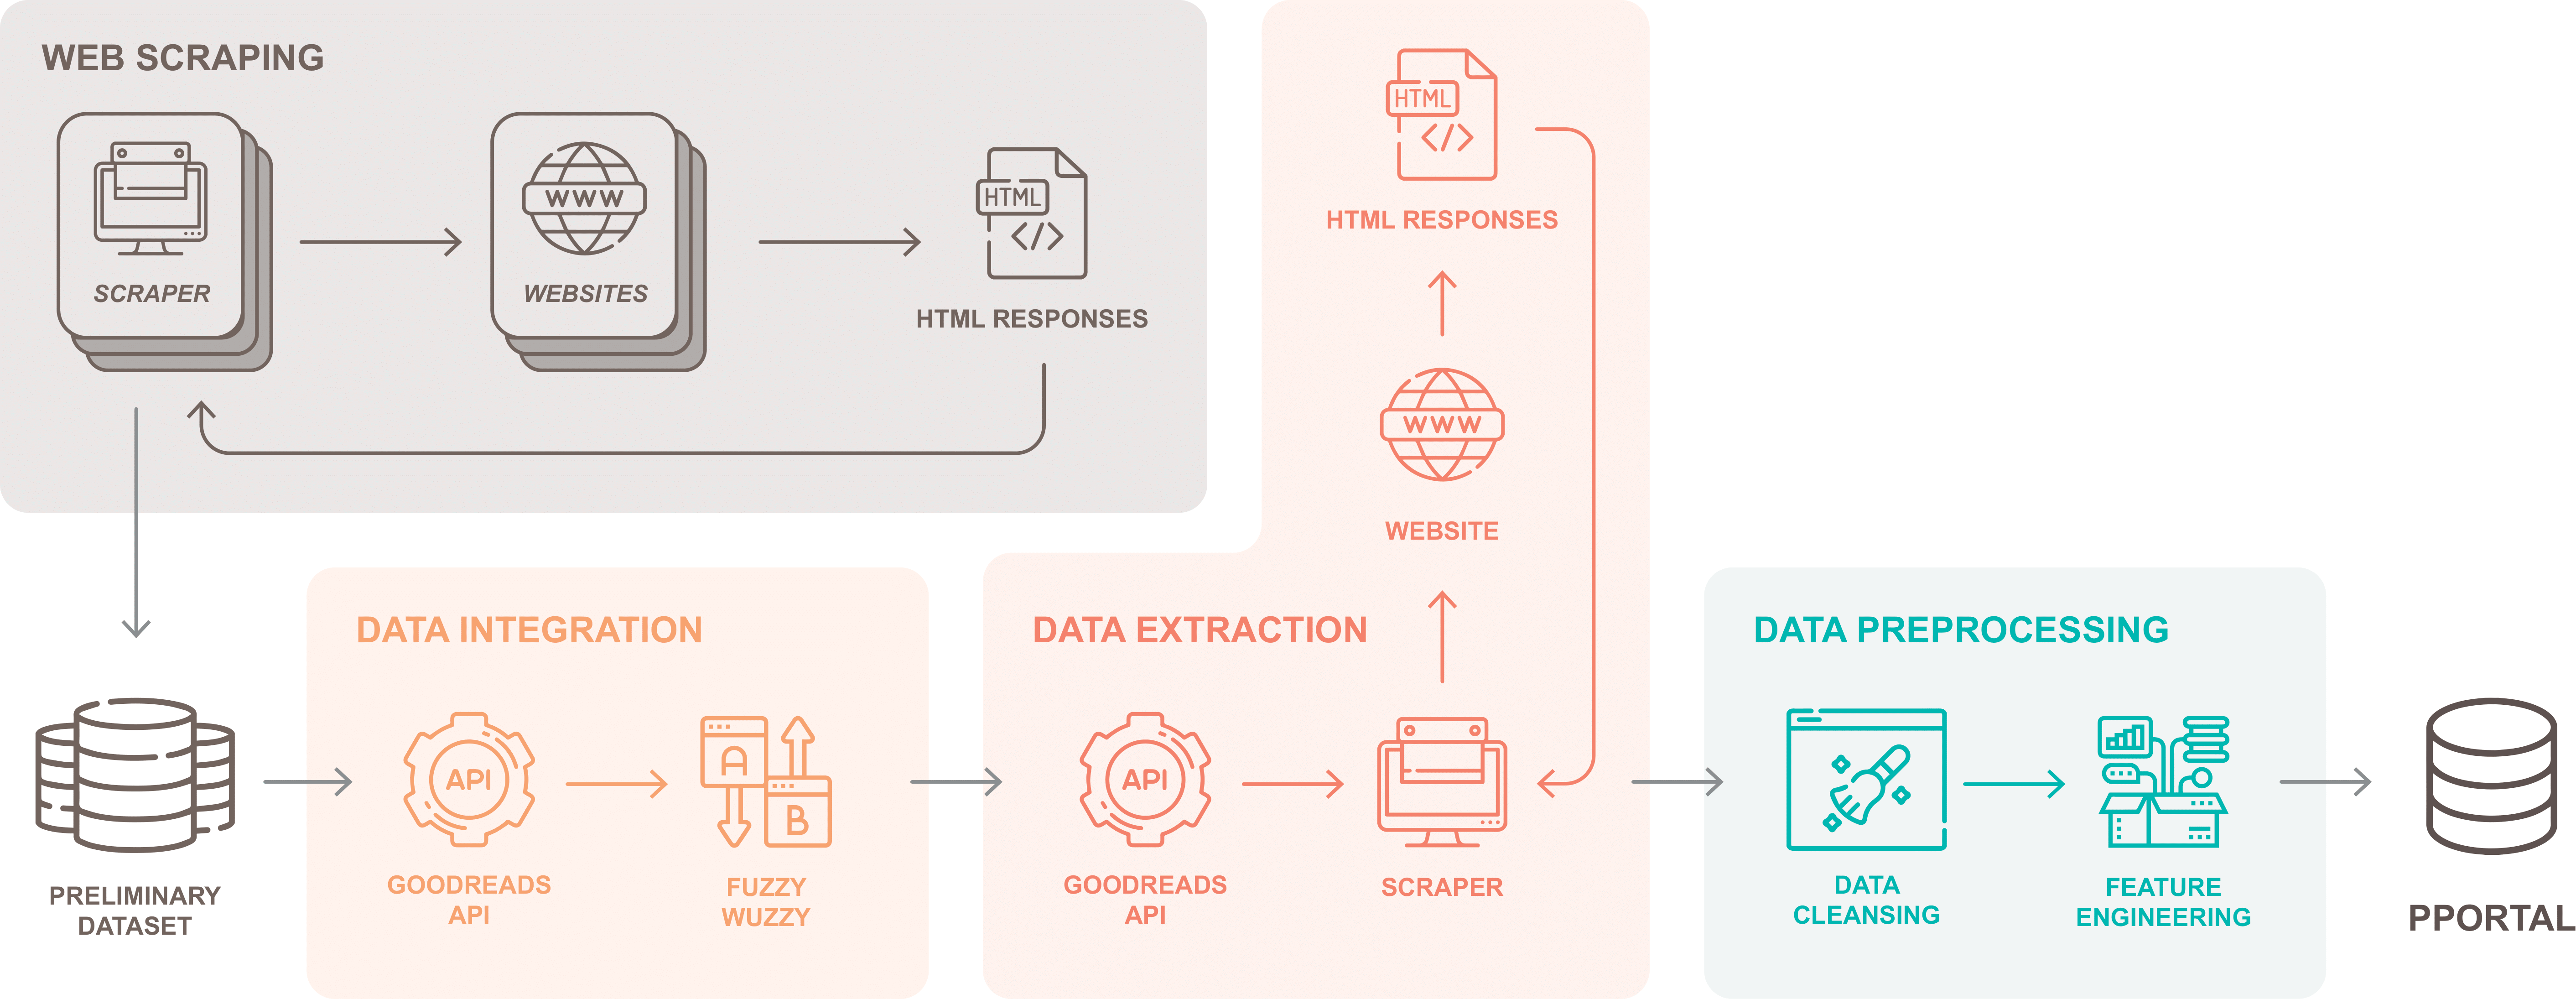 WEB SCRAPING
SCRAPER
WWW
WEBSITES
HTML
</>
HTML RESPONSES
HTML
</>
HTML RESPONSES
WWW
WEBSITE
PRELIMINARY
DATASET
DATA INTEGRATION
API
GOODREADS
API
A
B
FUZZY
WUZZY
DATA EXTRACTION
API
GOODREADS
API
SCRAPER
DATA PREPROCESSING
DATA
CLEANSING
FEATURE
ENGINEERING
PPORTAL